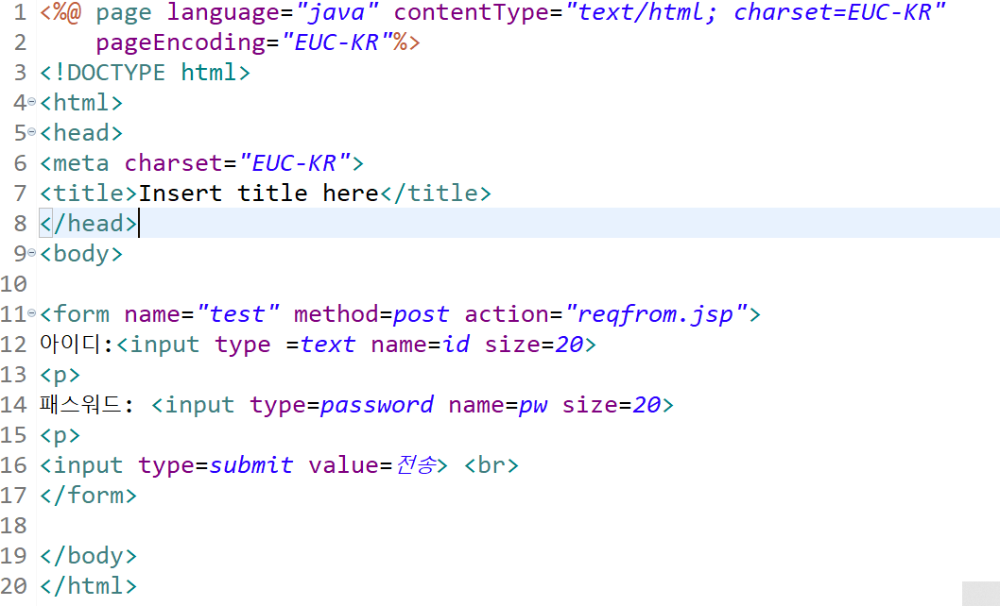 1 <%@ page language="java" contentType="text/html; charset=EUC-KR"
2     pageEncoding="EUC-KR"%>
3 <!DOCTYPE html>
4 <html>
5 <head>
6 <meta charset="EUC-KR">
7 <title>Insert title here</title>
8 </head>
9 <body>
10
11 <form name="test" method=post action="reqfrom.jsp">
12 아이디:<input type =text name=id size=20>
13 <p>
14 패스워드: <input type=password name=pw size=20>
15 <p>
16 <input type=submit value=전송> <br>
17 </form>
18
19 </body>
20 </html>